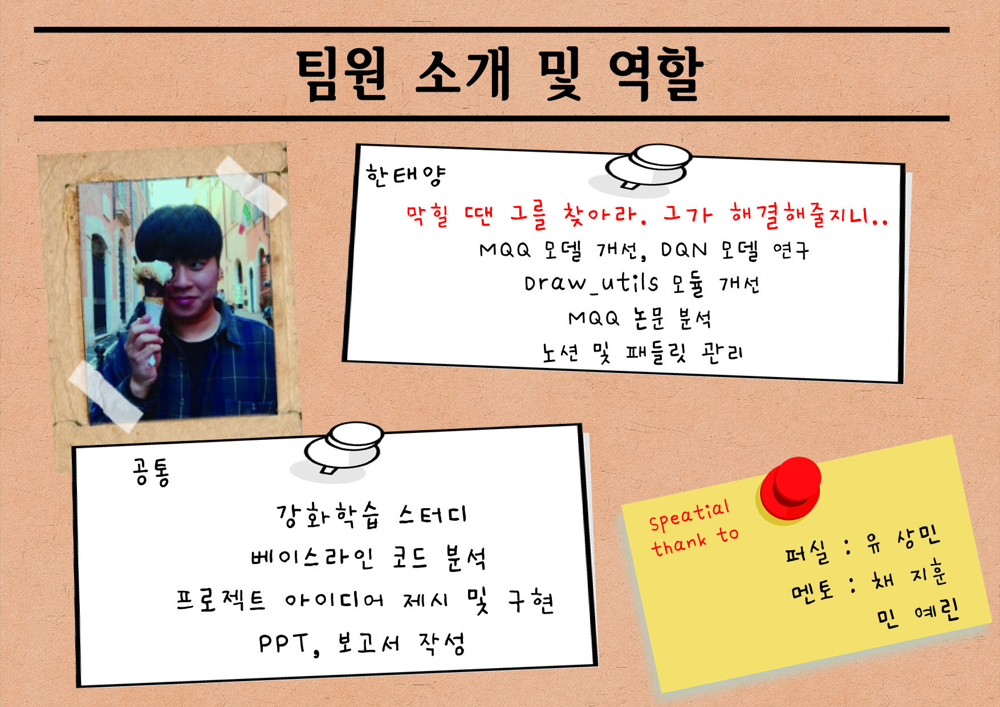 팀원 소개 및 역할
한태양
막힐 땐 그를 찾아라. 그가 해결해줄지니..
MQQ 모델 개선, DQN 모델 연구
Draw_utils 모듈 개선
MQQ 논문 분석
노션 및 패들릿 관리
공통
강화학습 스터디
베이스라인 코드 분석
프로젝트 아이디어 제시 및 구현
PPT, 보고서 작성
speatial
thank to
퍼실 : 유 상민
멘토 : 채 지훈
민 예린